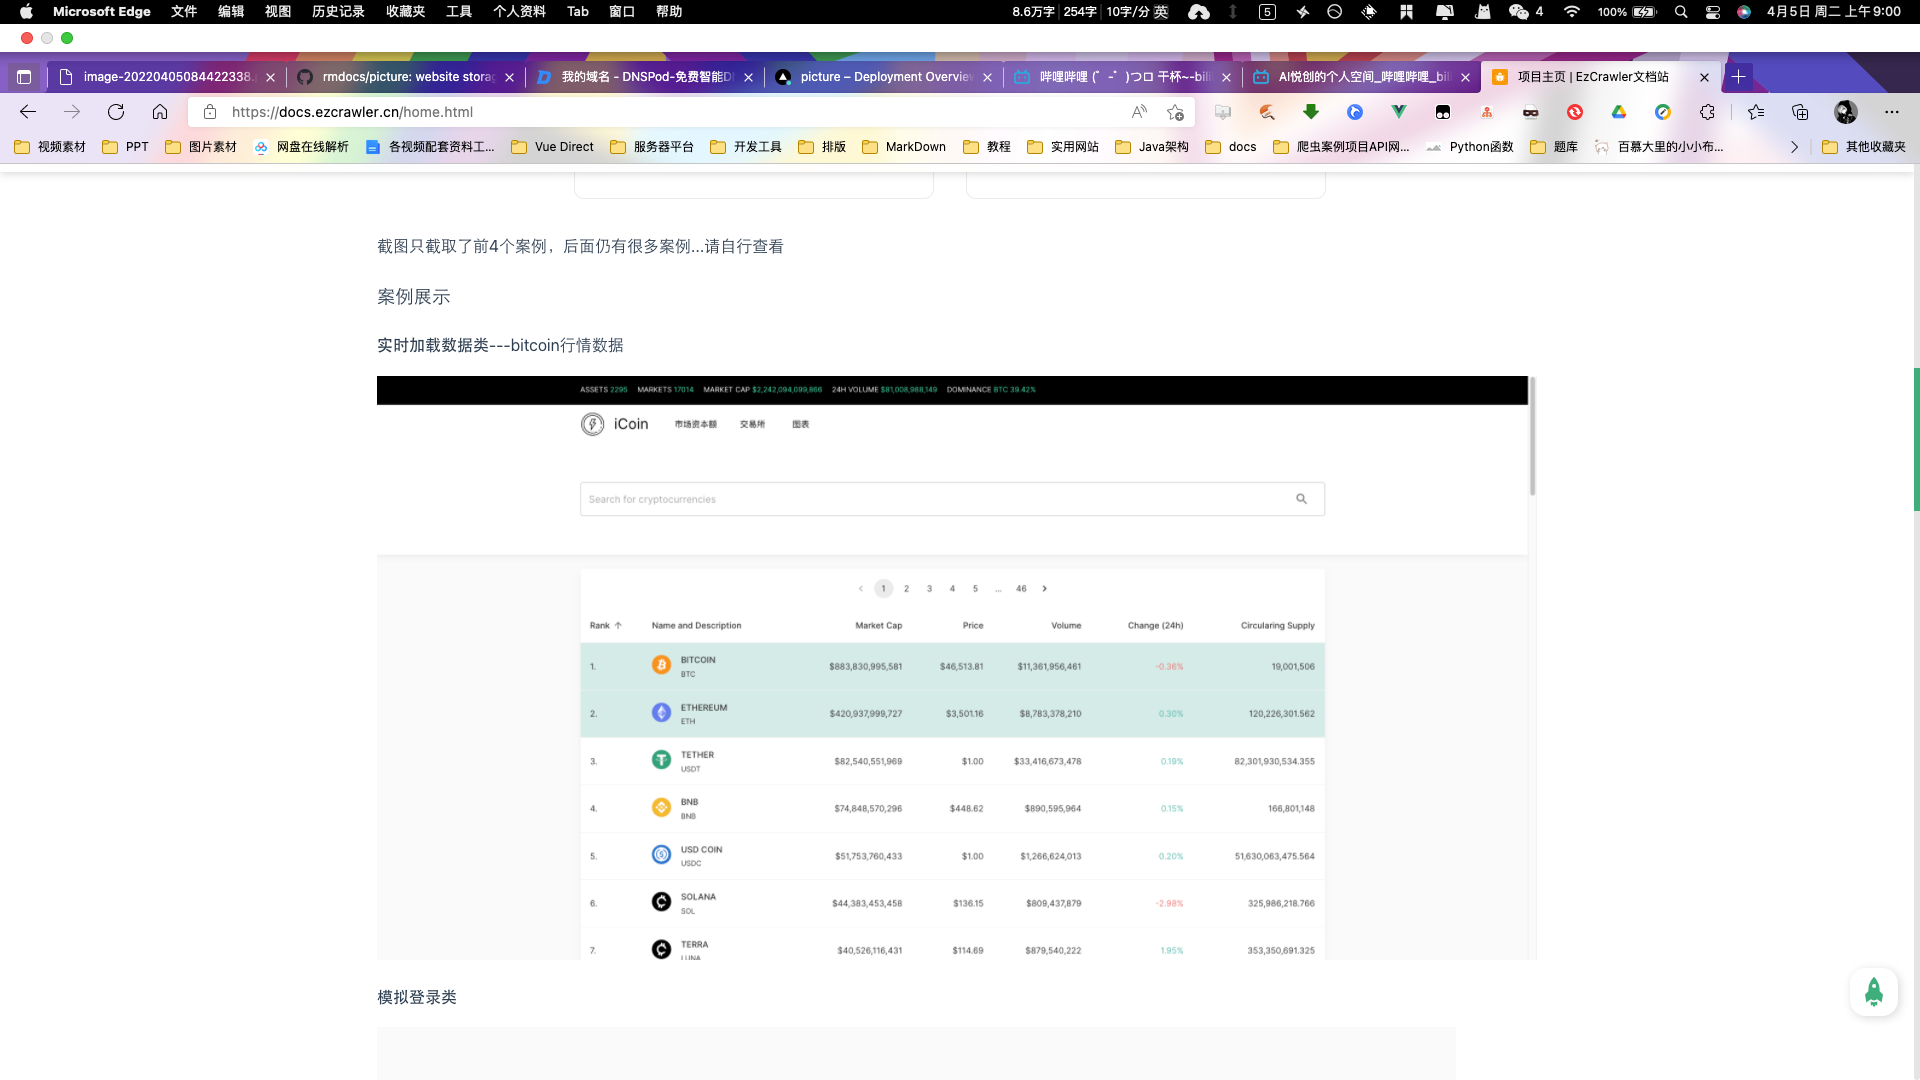 Microsoft Edge 文件 编辑 视图 历史记录 收藏夹 工具 个人资料 Tab 窗口 帮助 8.6万字 254字 10字/分 英 5 4 100% 4月5日 周二 上午9:00
image-20220405084422338. rmdocs/picture: website storag 我的域名 - DNSPod-免费智能D picture – Deployment Overview 哔哩哔哩 (゜-゜)つロ 干杯~-bili AI悦创的个人空间_哔哩哔哩_bili 项目主页 | EzCrawler文档站
https://docs.ezcrawler.cn/home.html
视频素材 PPT 图片素材 网盘在线解析 各视频配套资料工... Vue Direct 服务器平台 开发工具 排版 MarkDown 教程 实用网站 Java架构 docs 爬虫案例项目API网... Python函数 题库 百慕大里的小小布... 其他收藏夹
截图只截取了前4个案例，后面仍有很多案例...请自行查看
案例展示
实时加载数据类---bitcoin行情数据
ASSETS 2295 MARKETS 17014 MARKET CAP $2,242,094,099,866 24H VOLUME $81,008,988,149 DOMINANCE BTC 39.42%
iCoin 市场资本额 交易所 图表
Search for cryptocurrencies
‹ 1 2 3 4 5 ... 46 ›
Rank ↑ Name and Description Market Cap Price Volume Change (24h) Circularing Supply
1. BITCOIN $883,830,995,581 $46,513.81 $11,361,956,461 -0.36% 19,001,506
BTC
2. ETHEREUM $420,937,999,727 $3,501.16 $8,783,378,210 0.30% 120,226,301.562
ETH
3. TETHER $82,540,551,969 $1.00 $33,416,673,478 0.19% 82,301,930,534.355
USDT
4. BNB $74,848,570,296 $448.62 $890,595,964 0.15% 166,801,148
BNB
5. USD COIN $51,753,760,433 $1.00 $1,266,624,013 0.20% 51,630,063,475.564
USDC
6. SOLANA $44,383,453,458 $136.15 $809,437,879 -2.98% 325,986,218.766
SOL
7. TERRA $40,526,116,431 $114.69 $879,540,222 1.95% 353,350,691.325
LUNA
模拟登录类